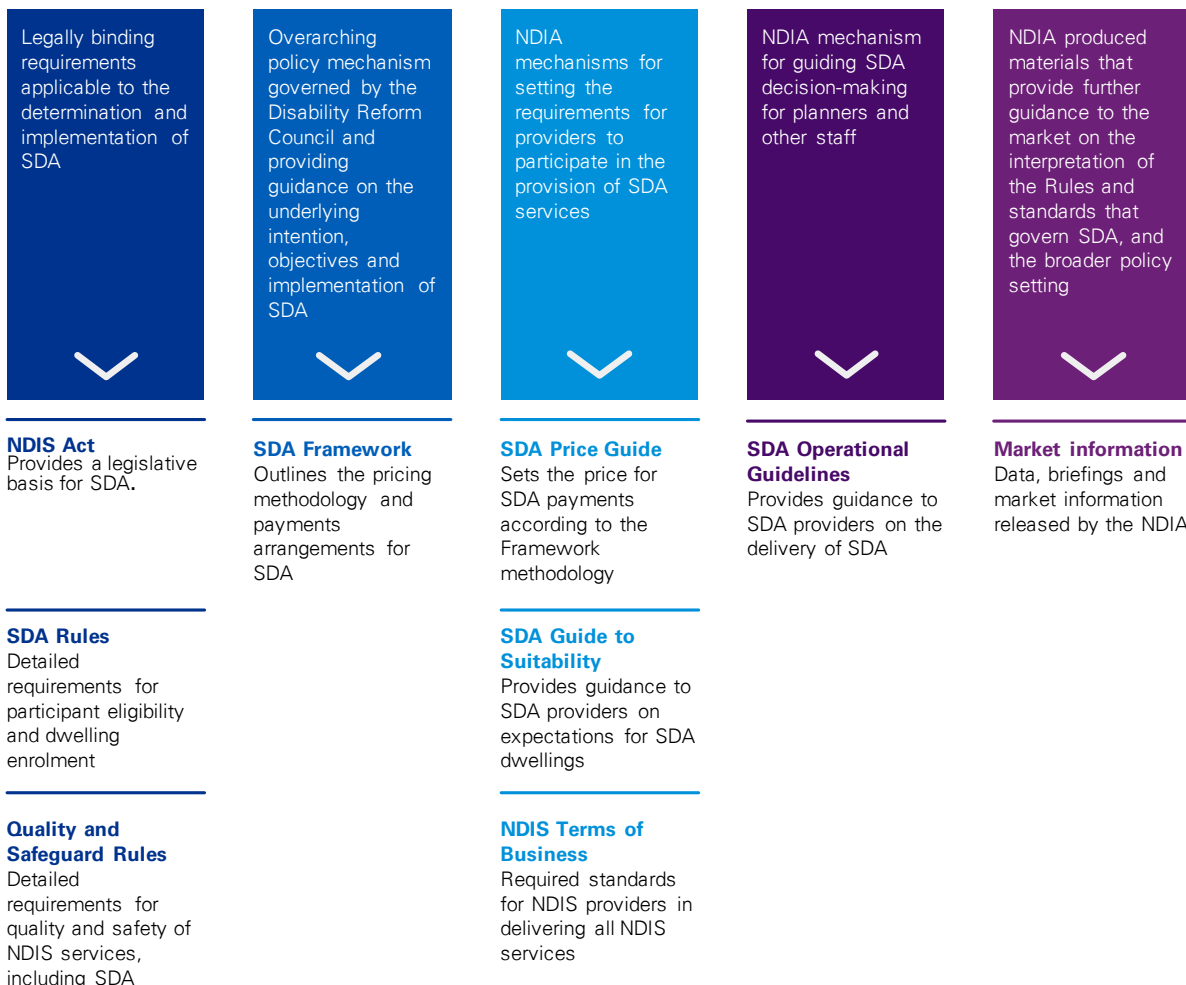 Legally binding
requirements
applicable to the
determination and
implementation of
SDA
Overarching
policy mechanism
governed by the
Disability Reform
Council and
providing
guidance on the
underlying
intention,
objectives and
implementation of
SDA
NDIA
mechanisms for
setting the
requirements for
providers to
participate in the
provision of SDA
services
NDIA mechanism
for guiding SDA
decision-making
for planners and
other staff
NDIA produced
materials that
provide further
guidance to the
market on the
interpretation of
the Rules and
standards that
govern SDA, and
the broader policy
setting
NDIS Act
Provides a legislative
basis for SDA.
SDA Rules
Detailed
requirements for
participant eligibility
and dwelling
enrolment
Quality and
Safeguard Rules
Detailed
requirements for
quality and safety of
NDIS services,
including SDA
SDA Framework
Outlines the pricing
methodology and
payments
arrangements for
SDA
SDA Price Guide
Sets the price for
SDA payments
according to the
Framework
methodology
SDA Guide to
Suitability
Provides guidance to
SDA providers on
expectations for SDA
dwellings
NDIS Terms of
Business
Required standards
for NDIS providers in
delivering all NDIS
services
SDA Operational
Guidelines
Provides guidance to
SDA providers on the
delivery of SDA
Market information
Data, briefings and
market information
released by the NDIA